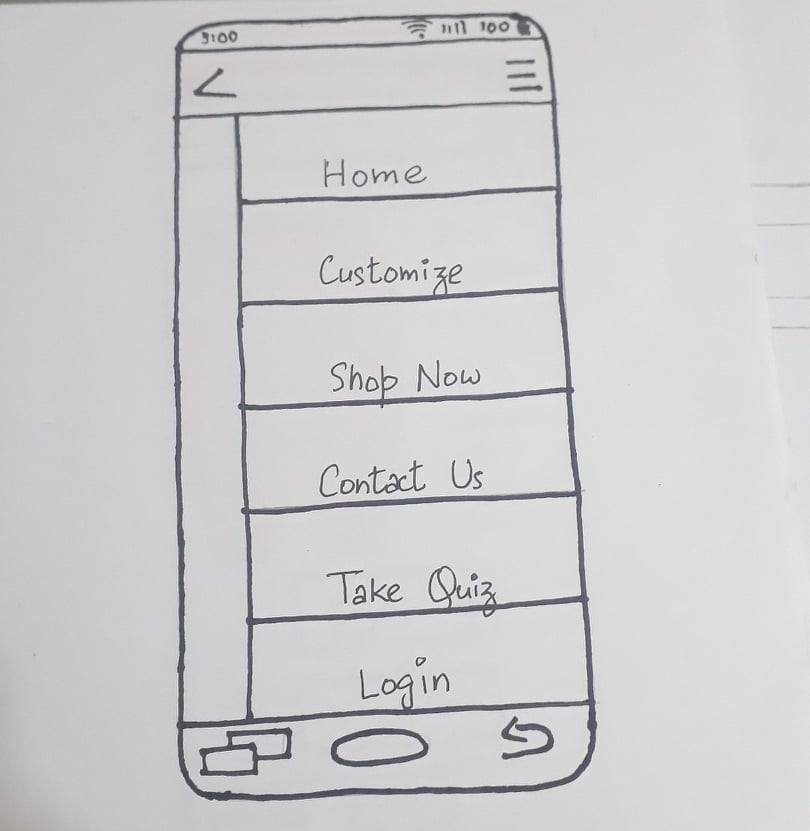 3:00 100
Home
Customize
Shop Now
Contact Us
Take Quiz
Login